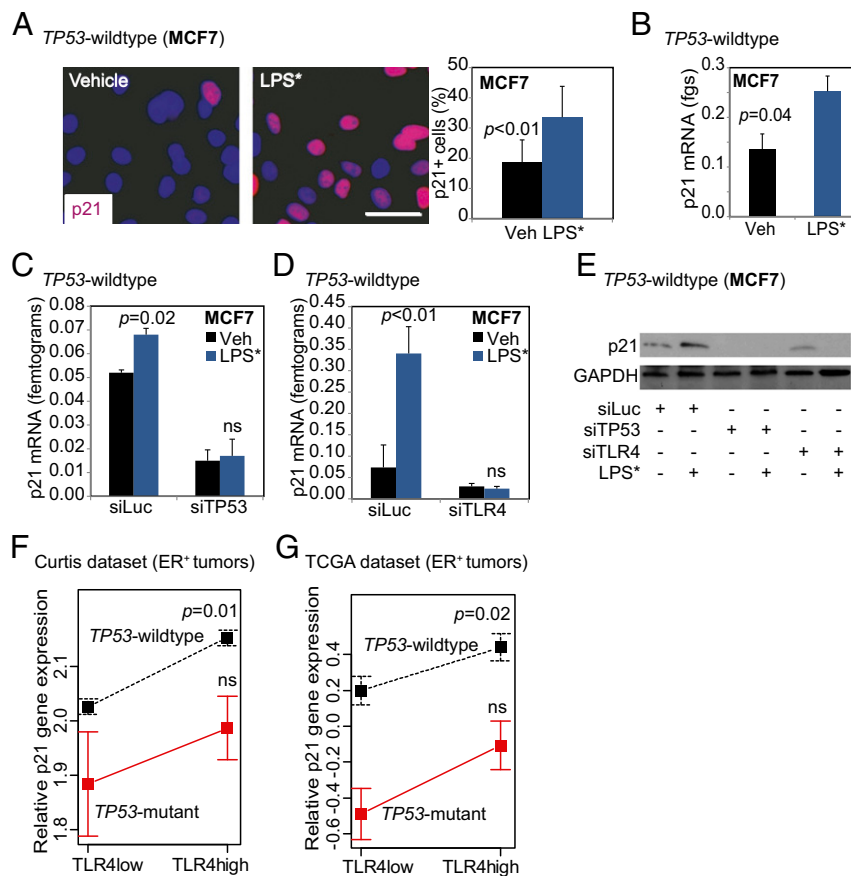 A
TP53-wildtype (MCF7)
Vehicle
LPS*
p21
p21+ cells (%)
50
40
30
20
10
0
MCF7
p<0.01
Veh LPS*
B
TP53-wildtype
p21 mRNA (fgs)
0.3
0.2
0.1
0.0
MCF7
p=0.04
Veh LPS*
C
TP53-wildtype
p21 mRNA (femtograms)
0.08
0.07
0.06
0.05
0.04
0.03
0.02
0.01
0.00
p=0.02
MCF7
Veh
LPS*
ns
siLuc siTP53
D
TP53-wildtype
p21 mRNA (femtograms)
0.45
0.40
0.35
0.30
0.25
0.20
0.15
0.10
0.05
0.00
p<0.01
MCF7
Veh
LPS*
ns
siLuc siTLR4
E
TP53-wildtype (MCF7)
p21
GAPDH
siLuc + + - - - -
siTP53 - - + + - -
siTLR4 - - - - + +
LPS* - + - + - +
F
Curtis dataset (ER+ tumors)
Relative p21 gene expression
2.1
2.0
1.9
1.8
p=0.01
TP53-wildtype
ns
TP53-mutant
TLR4low TLR4high
G
TCGA dataset (ER+ tumors)
Relative p21 gene expression
0.4
0.2
0.0
-0.2
-0.4
-0.6
p=0.02
TP53-wildtype
ns
TP53-mutant
TLR4low TLR4high